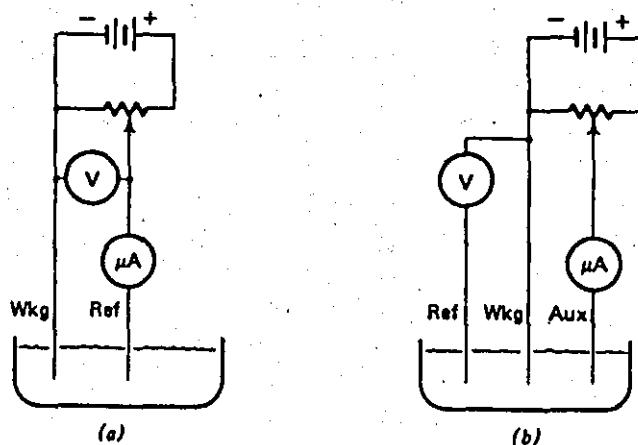 − +
V
μA
Wkg Ref
(a)
− +
V
μA
Ref Wkg Aux
(b)